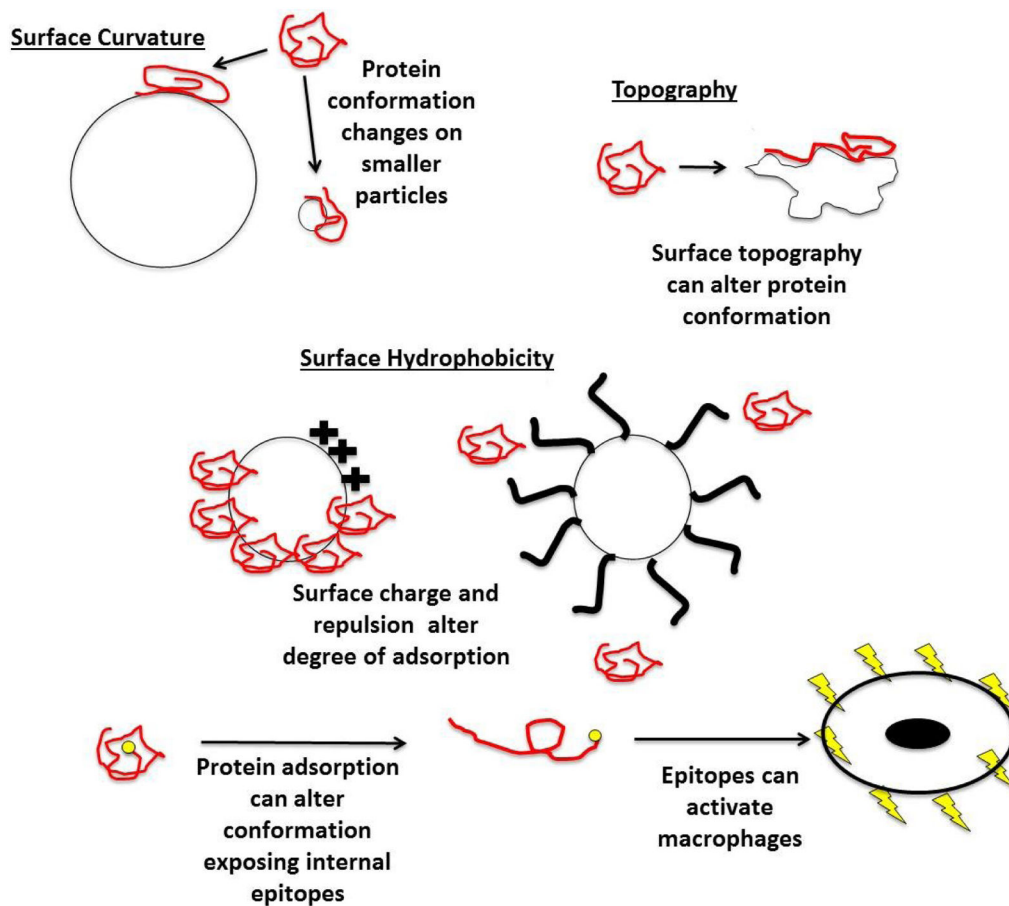 Surface Curvature
Protein
conformation
changes on
smaller
particles
Topography
Surface topography
can alter protein
conformation
Surface Hydrophobicity
Surface charge and
repulsion alter
degree of adsorption
Protein adsorption
can alter
conformation
exposing internal
epitopes
Epitopes can
activate
macrophages